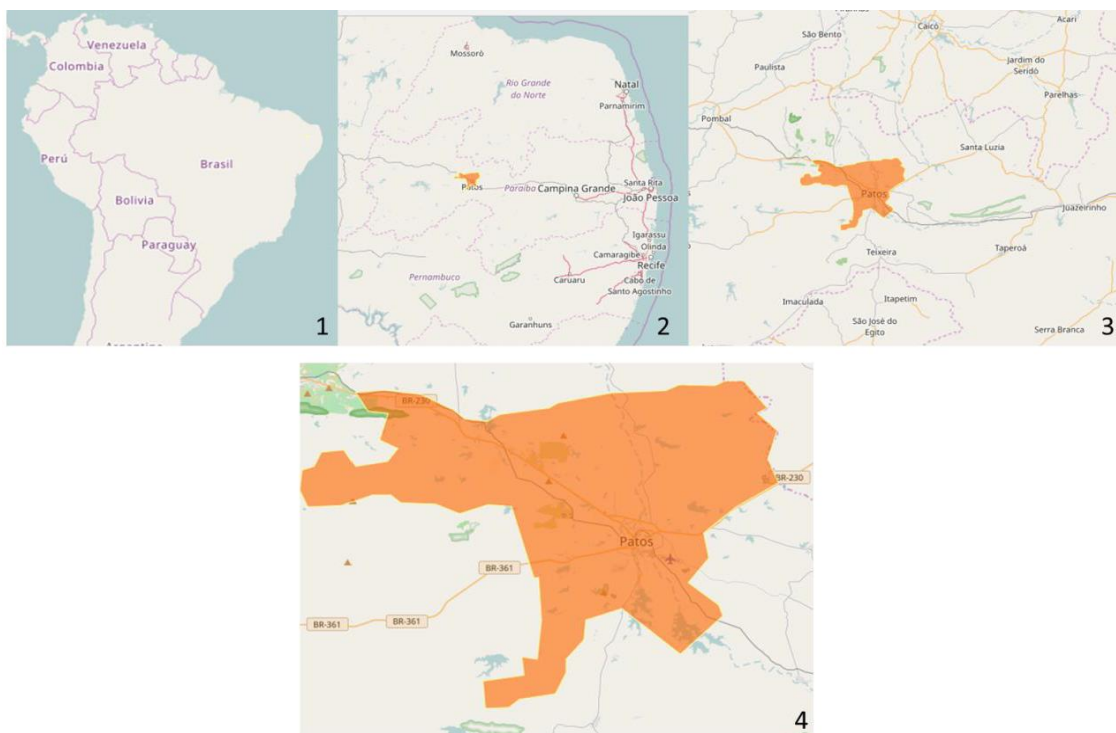 Venezuela
Colombia
Perú
Brasil
Bolivia
Paraguay
1
Mossoró
Rio Grande
do Norte
Natal
Parnamirim
Patos
Paraíba
Campina Grande
Santa Rita
João Pessoa
Igarassu
Olinda
Camaragibe
Recife
Pernambuco
Caruaru
Cabo de
Santo Agostinho
Garanhuns
2
Caicó
Acari
São Bento
Jardim do
Seridó
Paulista
Parelhas
Pombal
Santa Luzia
Patos
Juazeirinho
Teixeira
Taperoá
Imaculada
Itapetim
São José do
Egito
Serra Branca
3
BR-230
BR-230
Patos
BR-361
BR-361
BR-361
4